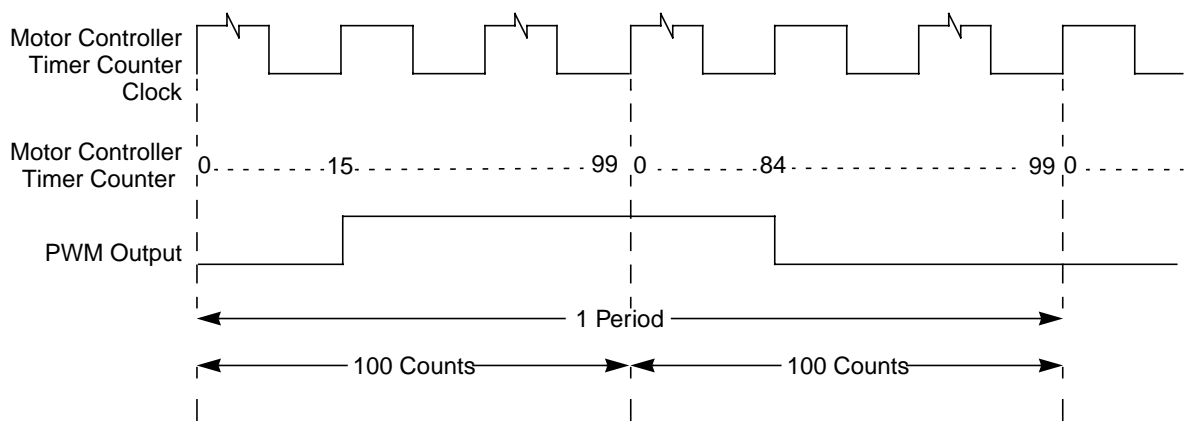 Motor Controller
Timer Counter
Clock
Motor Controller
Timer Counter
0 15 99 0 84 99 0
PWM Output
1 Period
100 Counts 100 Counts